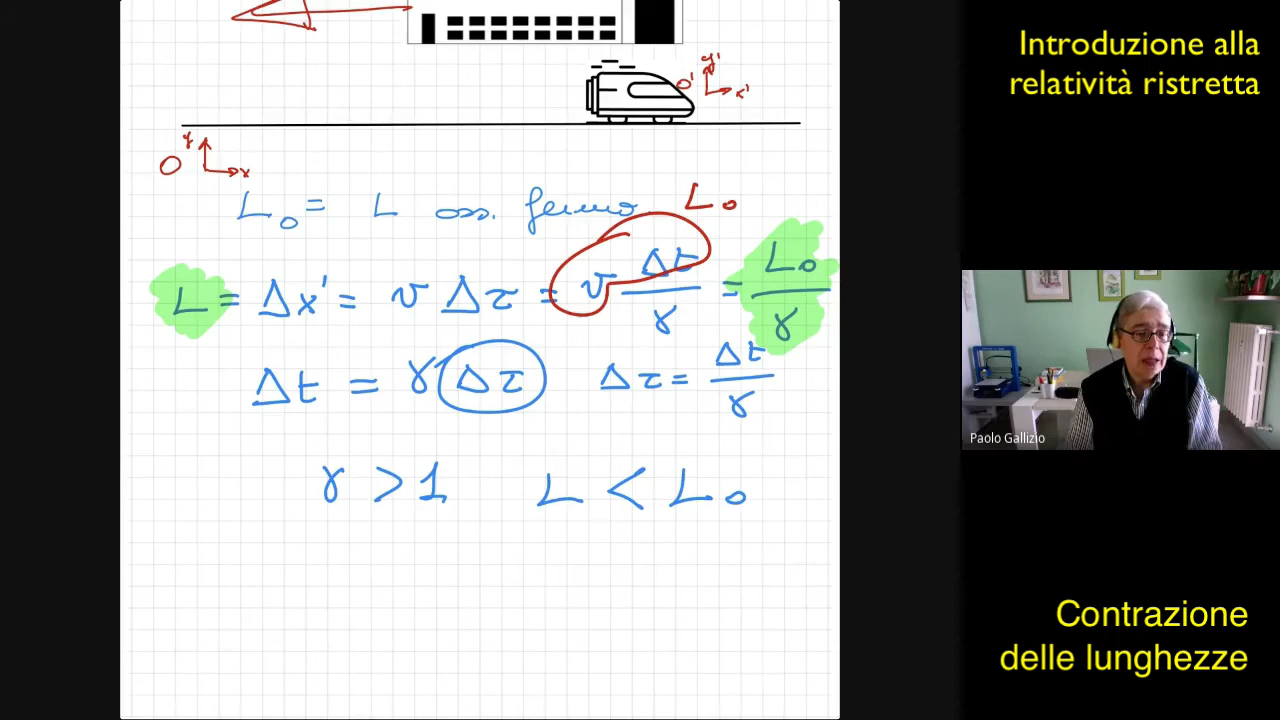 Introduzione alla
relatività ristretta
y'
O' x'
y
O x
L₀ = L oss. fermo L₀
L = Δx' = v Δτ = v Δt/γ = L₀/γ
Δt = γ Δτ Δτ = Δt/γ
γ > 1 L < L₀
Paolo Gallizio
Contrazione
delle lunghezze